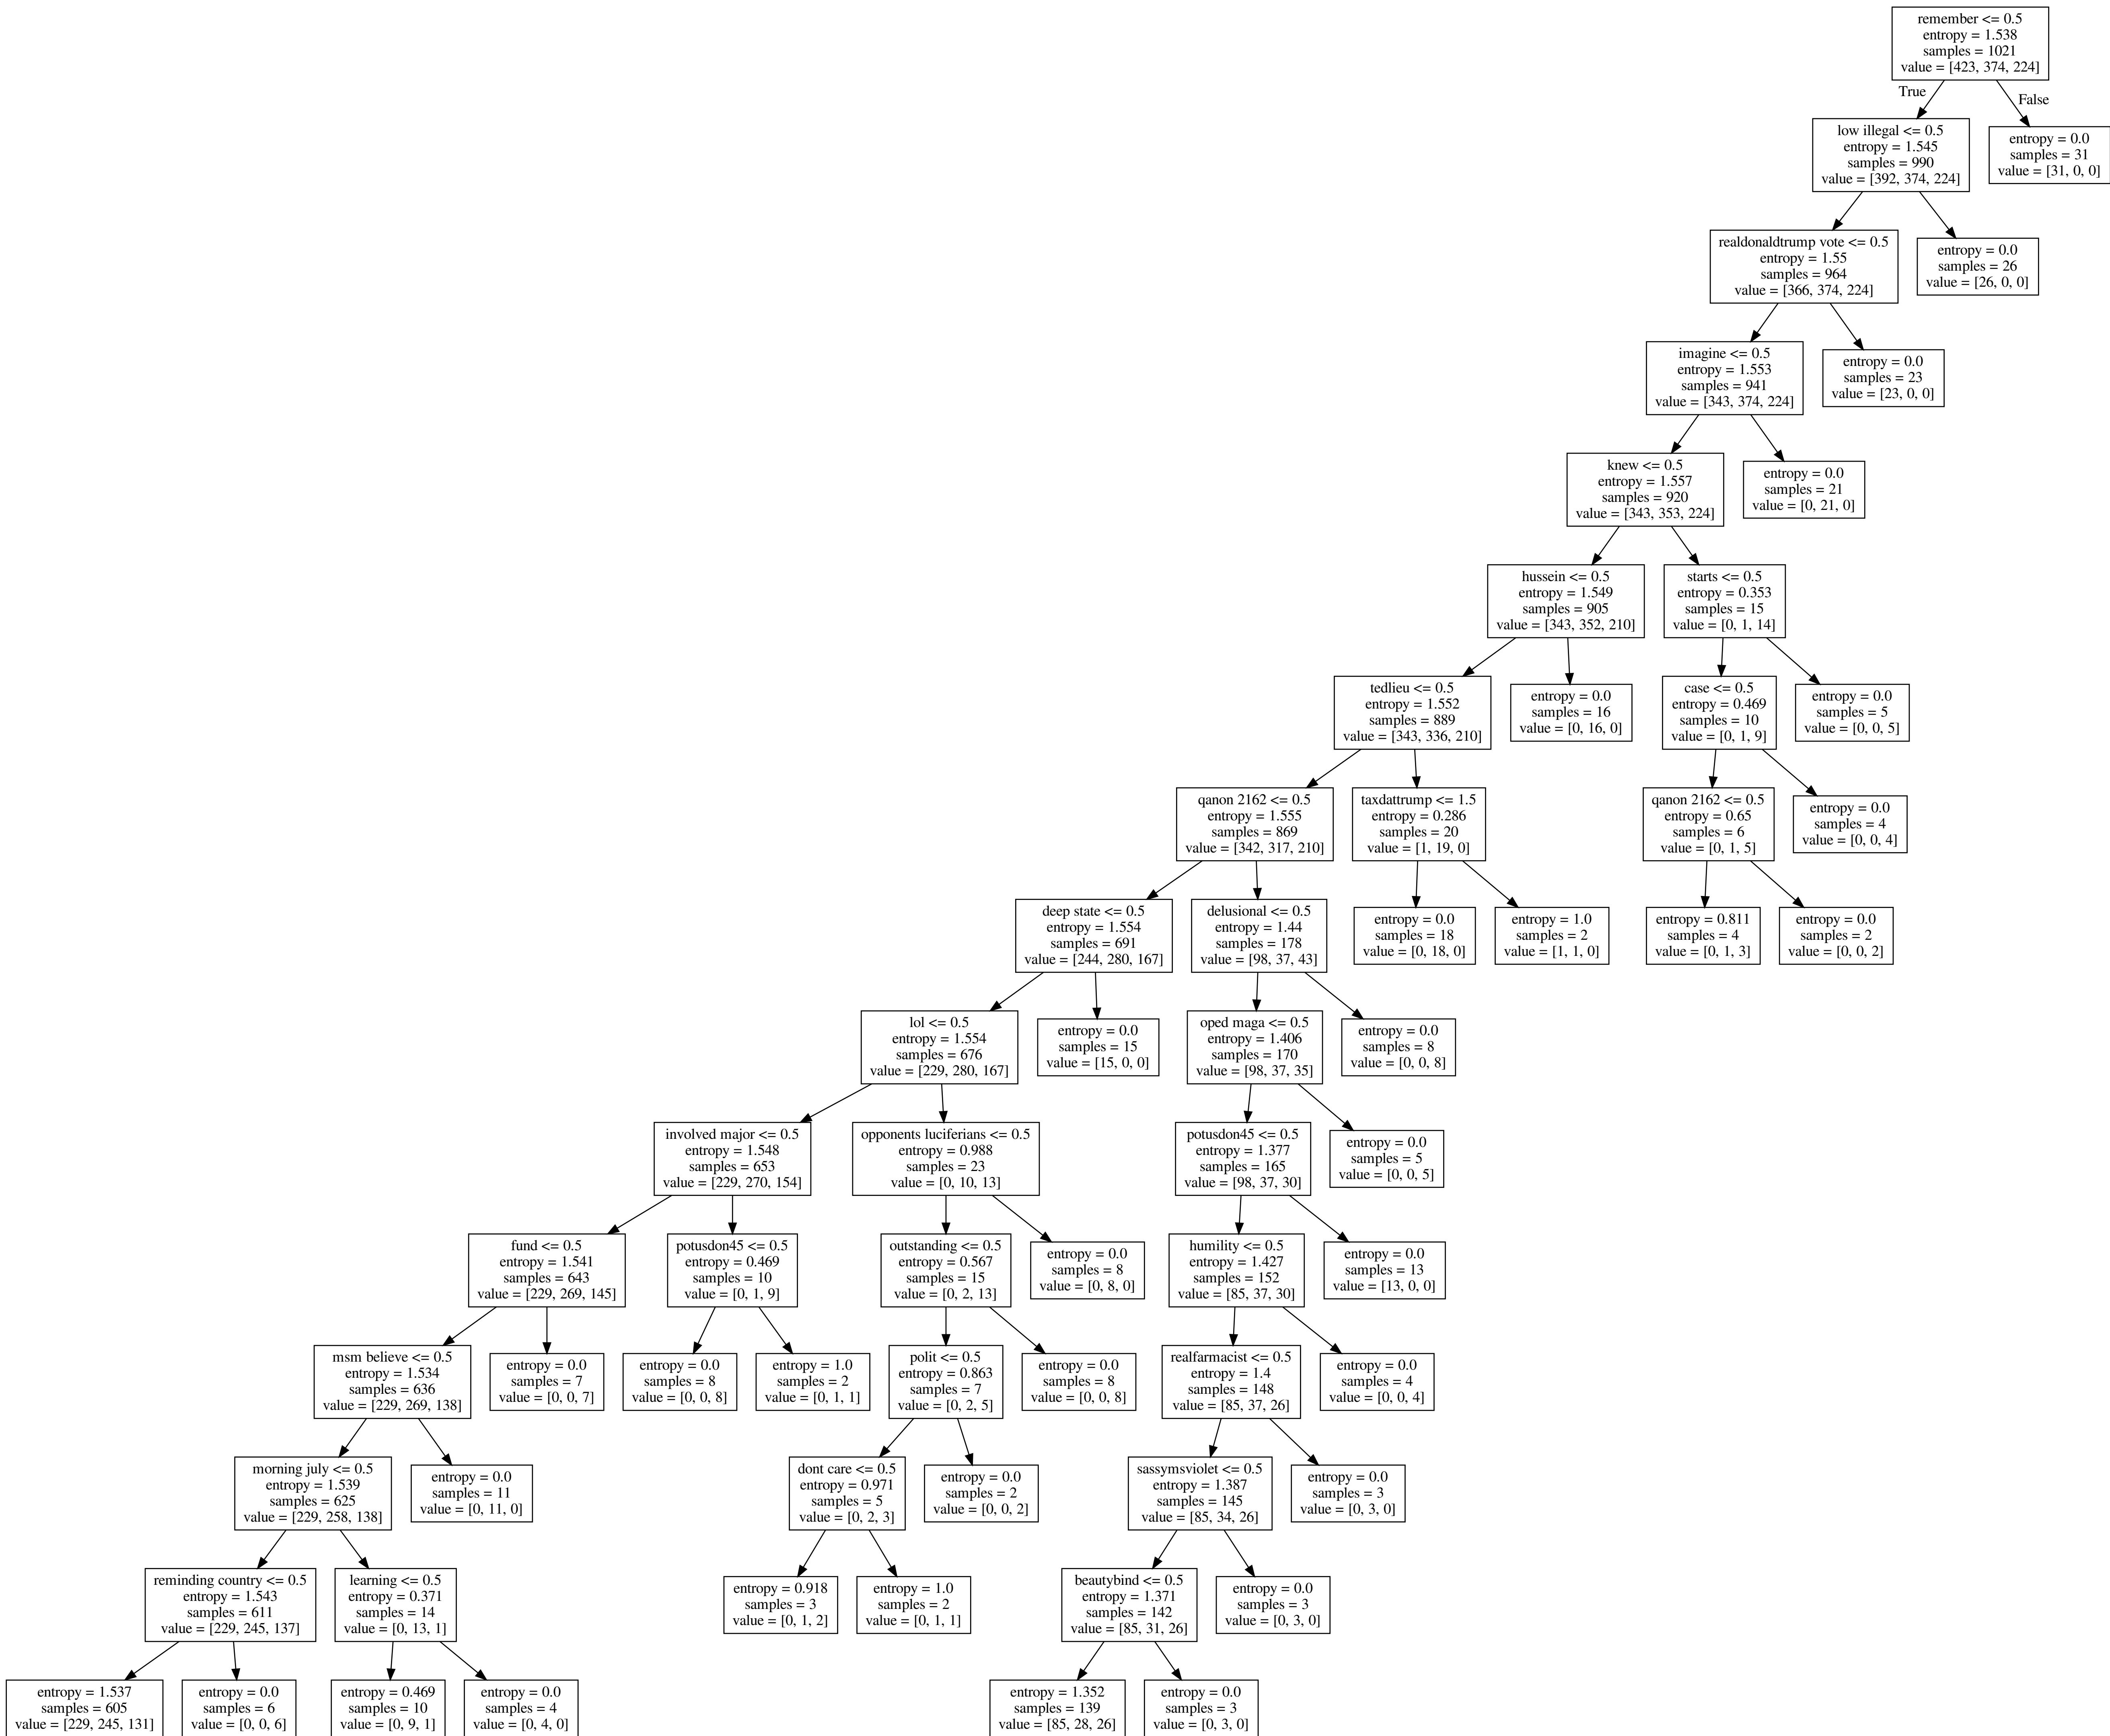 remember <= 0.5
entropy = 1.538
samples = 1021
value = [423, 374, 224]
True
False
low illegal <= 0.5
entropy = 1.545
samples = 990
value = [392, 374, 224]
entropy = 0.0
samples = 31
value = [31, 0, 0]
realdonaldtrump vote <= 0.5
entropy = 1.55
samples = 964
value = [366, 374, 224]
entropy = 0.0
samples = 26
value = [26, 0, 0]
imagine <= 0.5
entropy = 1.553
samples = 941
value = [343, 374, 224]
entropy = 0.0
samples = 23
value = [23, 0, 0]
knew <= 0.5
entropy = 1.557
samples = 920
value = [343, 353, 224]
entropy = 0.0
samples = 21
value = [0, 21, 0]
hussein <= 0.5
entropy = 1.549
samples = 905
value = [343, 352, 210]
starts <= 0.5
entropy = 0.353
samples = 15
value = [0, 1, 14]
tedlieu <= 0.5
entropy = 1.552
samples = 889
value = [343, 336, 210]
entropy = 0.0
samples = 16
value = [0, 16, 0]
case <= 0.5
entropy = 0.469
samples = 10
value = [0, 1, 9]
entropy = 0.0
samples = 5
value = [0, 0, 5]
qanon 2162 <= 0.5
entropy = 1.555
samples = 869
value = [342, 317, 210]
taxdattrump <= 1.5
entropy = 0.286
samples = 20
value = [1, 19, 0]
qanon 2162 <= 0.5
entropy = 0.65
samples = 6
value = [0, 1, 5]
entropy = 0.0
samples = 4
value = [0, 0, 4]
deep state <= 0.5
entropy = 1.554
samples = 691
value = [244, 280, 167]
delusional <= 0.5
entropy = 1.44
samples = 178
value = [98, 37, 43]
entropy = 0.0
samples = 18
value = [0, 18, 0]
entropy = 1.0
samples = 2
value = [1, 1, 0]
entropy = 0.811
samples = 4
value = [0, 1, 3]
entropy = 0.0
samples = 2
value = [0, 0, 2]
lol <= 0.5
entropy = 1.554
samples = 676
value = [229, 280, 167]
entropy = 0.0
samples = 15
value = [15, 0, 0]
oped maga <= 0.5
entropy = 1.406
samples = 170
value = [98, 37, 35]
entropy = 0.0
samples = 8
value = [0, 0, 8]
involved major <= 0.5
entropy = 1.548
samples = 653
value = [229, 270, 154]
opponents luciferians <= 0.5
entropy = 0.988
samples = 23
value = [0, 10, 13]
potusdon45 <= 0.5
entropy = 1.377
samples = 165
value = [98, 37, 30]
entropy = 0.0
samples = 5
value = [0, 0, 5]
fund <= 0.5
entropy = 1.541
samples = 643
value = [229, 269, 145]
potusdon45 <= 0.5
entropy = 0.469
samples = 10
value = [0, 1, 9]
outstanding <= 0.5
entropy = 0.567
samples = 15
value = [0, 2, 13]
entropy = 0.0
samples = 8
value = [0, 8, 0]
humility <= 0.5
entropy = 1.427
samples = 152
value = [85, 37, 30]
entropy = 0.0
samples = 13
value = [13, 0, 0]
msm believe <= 0.5
entropy = 1.534
samples = 636
value = [229, 269, 138]
entropy = 0.0
samples = 7
value = [0, 0, 7]
entropy = 0.0
samples = 8
value = [0, 0, 8]
entropy = 1.0
samples = 2
value = [0, 1, 1]
polit <= 0.5
entropy = 0.863
samples = 7
value = [0, 2, 5]
entropy = 0.0
samples = 8
value = [0, 0, 8]
realfarmacist <= 0.5
entropy = 1.4
samples = 148
value = [85, 37, 26]
entropy = 0.0
samples = 4
value = [0, 0, 4]
morning july <= 0.5
entropy = 1.539
samples = 625
value = [229, 258, 138]
entropy = 0.0
samples = 11
value = [0, 11, 0]
dont care <= 0.5
entropy = 0.971
samples = 5
value = [0, 2, 3]
entropy = 0.0
samples = 2
value = [0, 0, 2]
sassymsviolet <= 0.5
entropy = 1.387
samples = 145
value = [85, 34, 26]
entropy = 0.0
samples = 3
value = [0, 3, 0]
reminding country <= 0.5
entropy = 1.543
samples = 611
value = [229, 245, 137]
learning <= 0.5
entropy = 0.371
samples = 14
value = [0, 13, 1]
entropy = 0.918
samples = 3
value = [0, 1, 2]
entropy = 1.0
samples = 2
value = [0, 1, 1]
beautybind <= 0.5
entropy = 1.371
samples = 142
value = [85, 31, 26]
entropy = 0.0
samples = 3
value = [0, 3, 0]
entropy = 1.537
samples = 605
value = [229, 245, 131]
entropy = 0.0
samples = 6
value = [0, 0, 6]
entropy = 0.469
samples = 10
value = [0, 9, 1]
entropy = 0.0
samples = 4
value = [0, 4, 0]
entropy = 1.352
samples = 139
value = [85, 28, 26]
entropy = 0.0
samples = 3
value = [0, 3, 0]